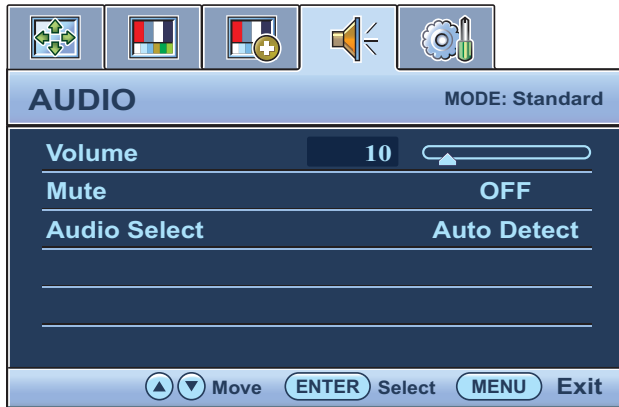 AUDIO MODE: Standard
Volume 10
Mute OFF
Audio Select Auto Detect
Move ENTER Select MENU Exit